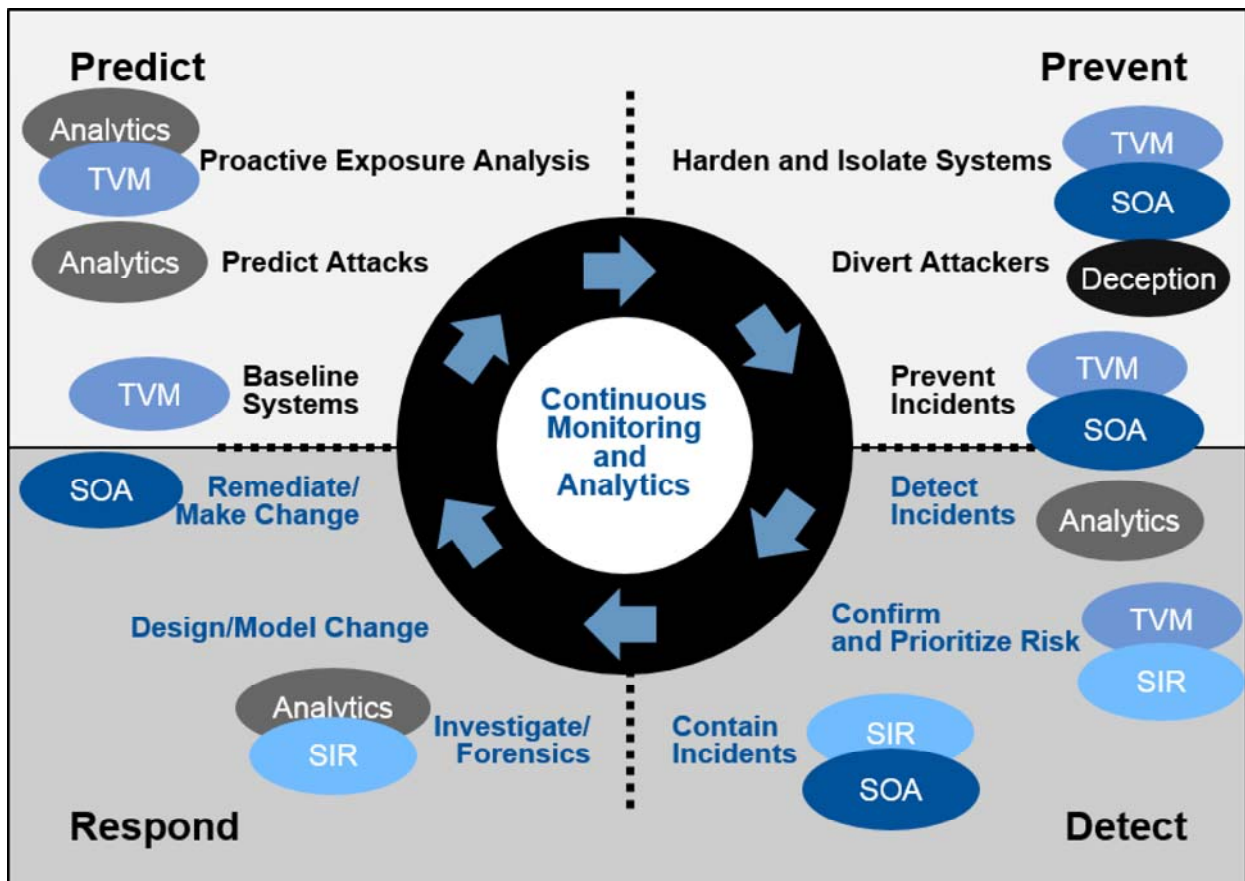 Predict
Analytics
TVM
Proactive Exposure Analysis
Analytics
Predict Attacks
TVM
Baseline
Systems
Prevent
Harden and Isolate Systems
TVM
SOA
Divert Attackers
Deception
Prevent
Incidents
TVM
SOA
Continuous
Monitoring
and
Analytics
Detect
Incidents
Analytics
Confirm
and Prioritize Risk
TVM
SIR
Contain
Incidents
SIR
SOA
Detect
SOA
Remediate/
Make Change
Design/Model Change
Analytics
SIR
Investigate/
Forensics
Respond